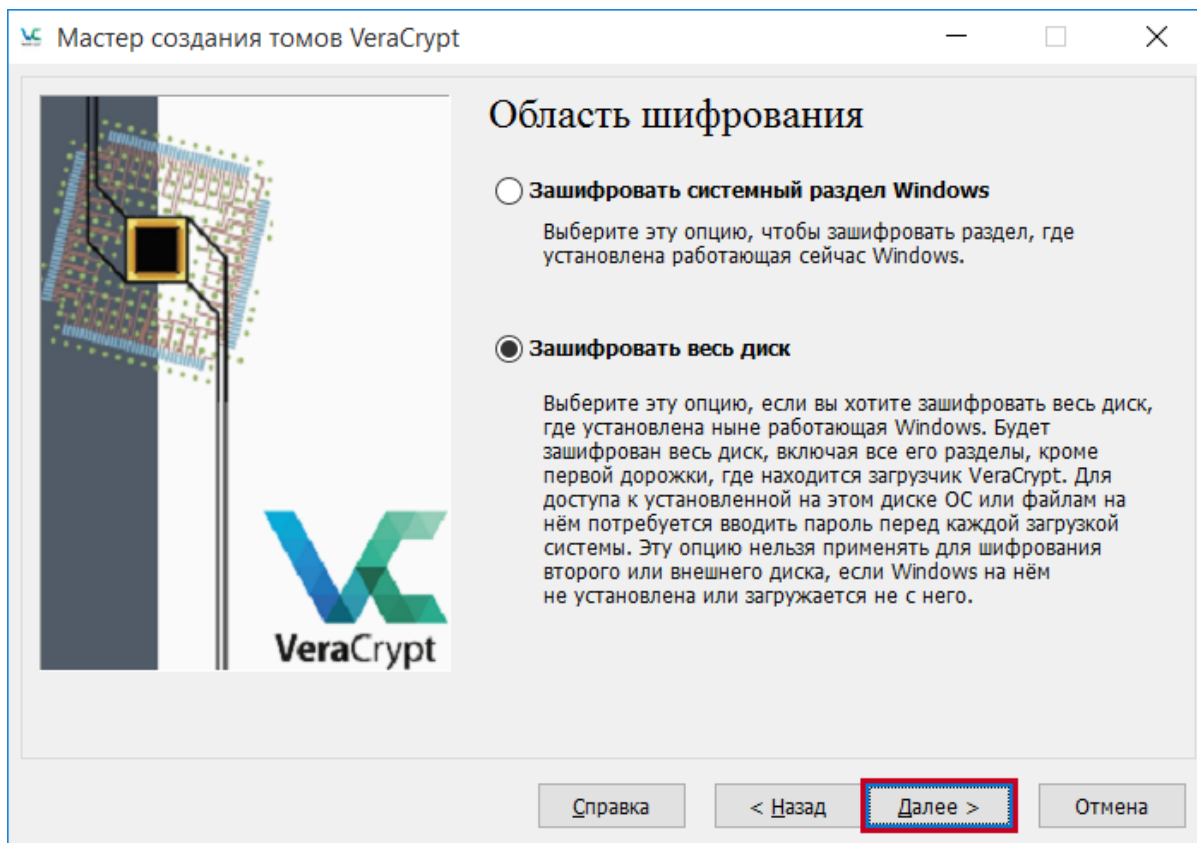 Мастер создания томов VeraCrypt
Область шифрования
Зашифровать системный раздел Windows
Выберите эту опцию, чтобы зашифровать раздел, где
установлена работающая сейчас Windows.
Зашифровать весь диск
Выберите эту опцию, если вы хотите зашифровать весь диск,
где установлена ныне работающая Windows. Будет
зашифрован весь диск, включая все его разделы, кроме
первой дорожки, где находится загрузчик VeraCrypt. Для
доступа к установленной на этом диске ОС или файлам на
нём потребуется вводить пароль перед каждой загрузкой
системы. Эту опцию нельзя применять для шифрования
второго или внешнего диска, если Windows на нём
не установлена или загружается не с него.
VeraCrypt
Справка
< Назад
Далее >
Отмена